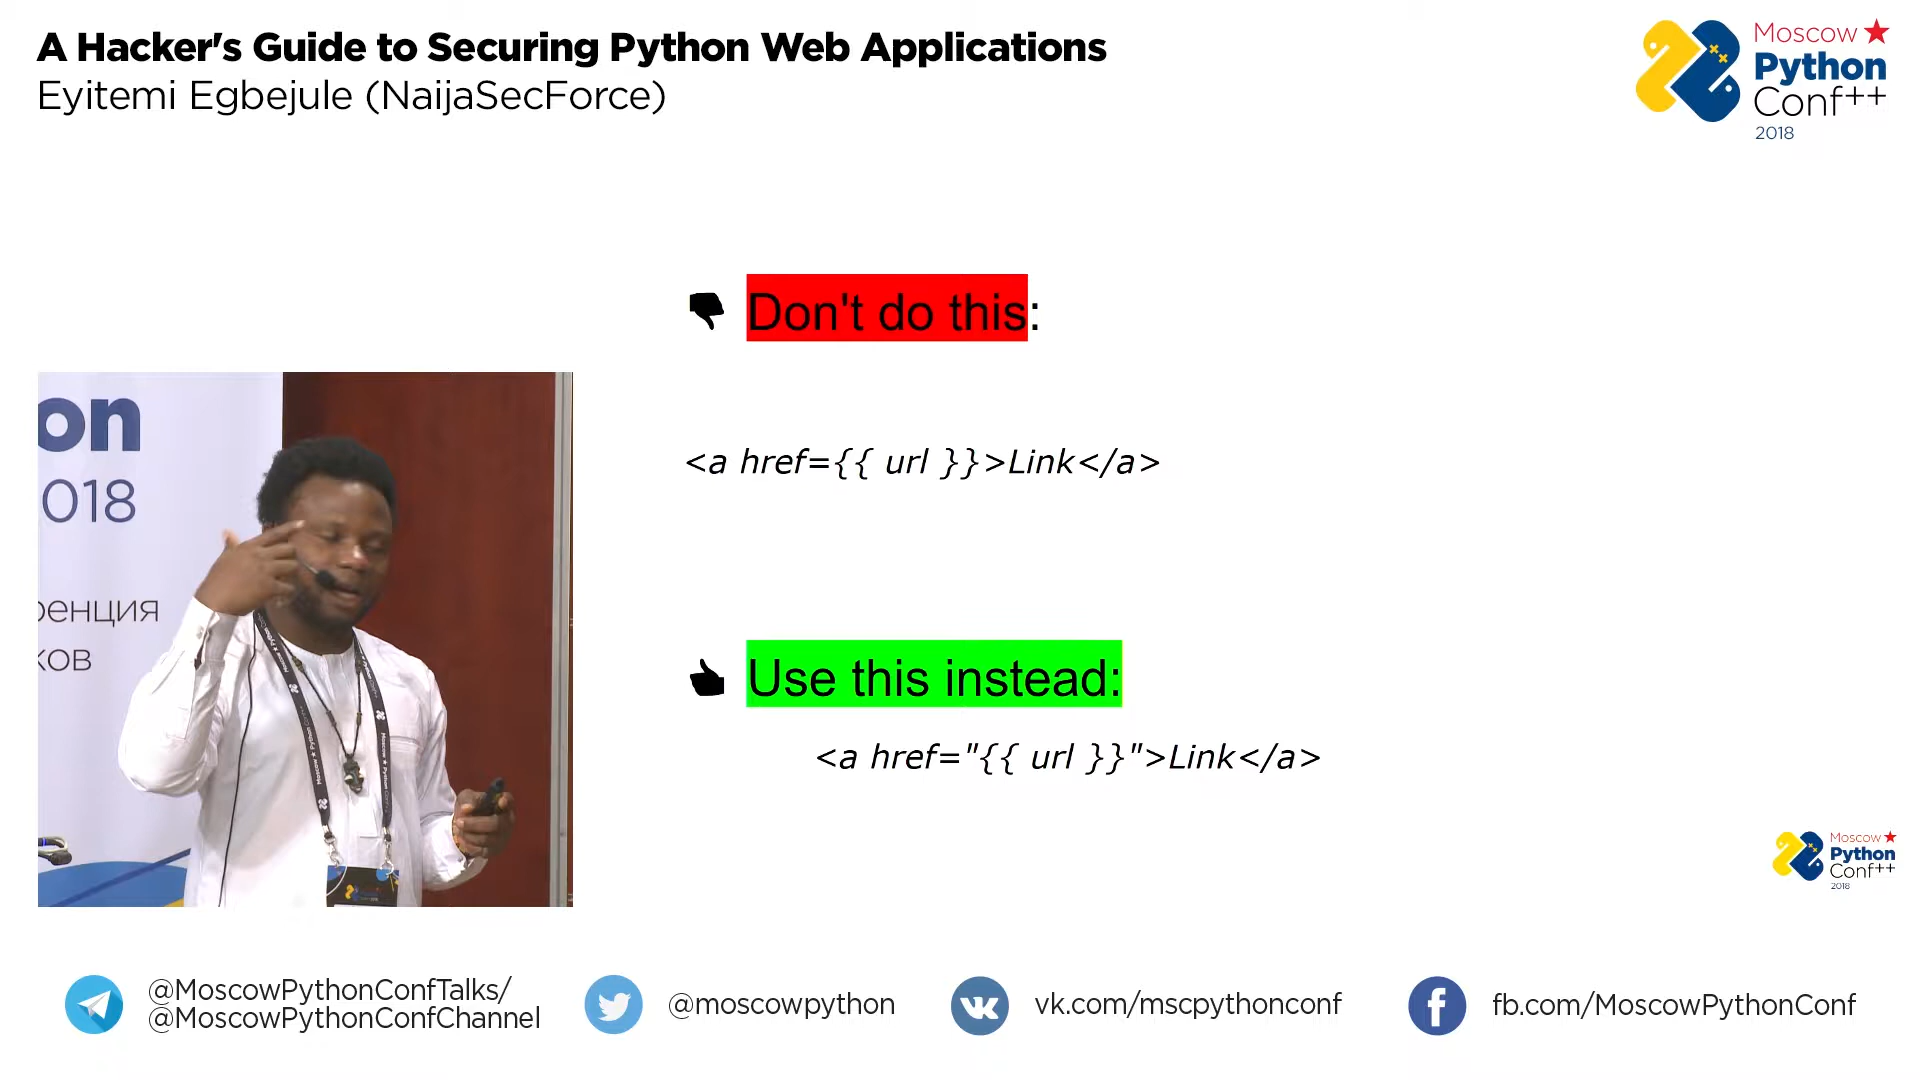 A Hacker's Guide to Securing Python Web Applications
Eyitemi Egbejule (NaijaSecForce)
Moscow
Python
Conf++
2018
Don't do this:
<a href={{ url }}>Link</a>
Use this instead:
<a href="{{ url }}">Link</a>
on
018
ренция
ков
Moscow
Python
Conf++
2018
@MoscowPythonConfTalks/
@MoscowPythonConfChannel
@moscowpython
vk.com/mscpythonconf
fb.com/MoscowPythonConf